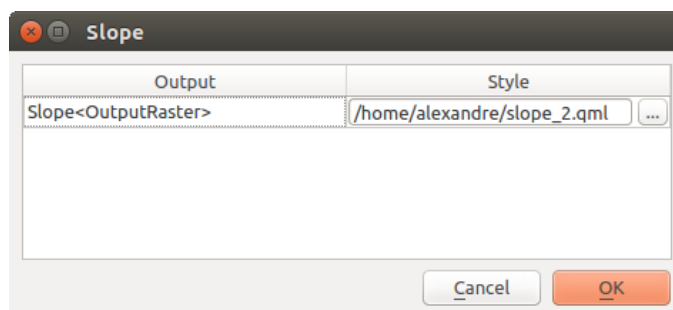 Slope
Output Style
Slope<OutputRaster> /home/alexandre/slope_2.qml ...
Cancel OK